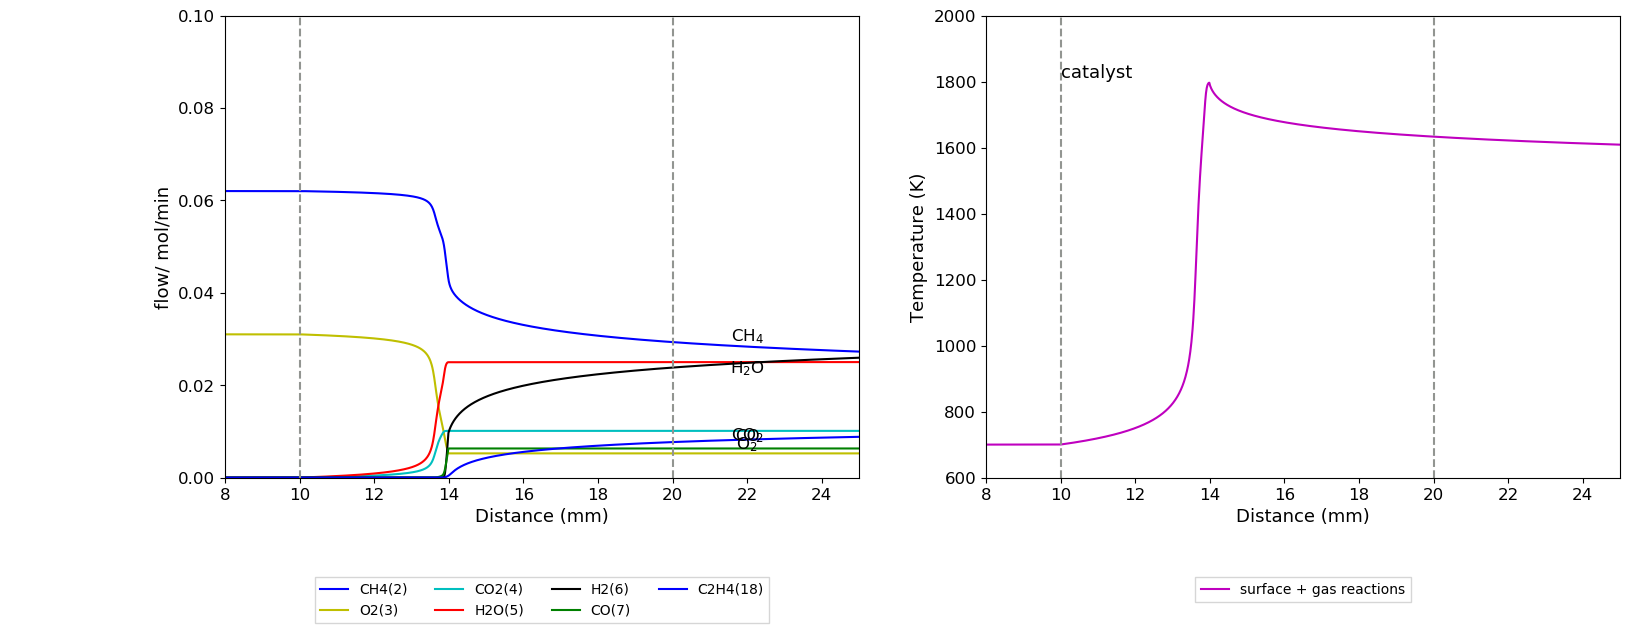 0.10
0.08
0.06
0.04
0.02
0.00
flow/ mol/min
8 10 12 14 16 18 20 22 24
Distance (mm)
CH₄
H₂O
CO₂
O₂
CH4(2) CO2(4) H2(6) C2H4(18)
O2(3) H2O(5) CO(7)
2000
1800
1600
1400
1200
1000
800
600
Temperature (K)
catalyst
8 10 12 14 16 18 20 22 24
Distance (mm)
surface + gas reactions